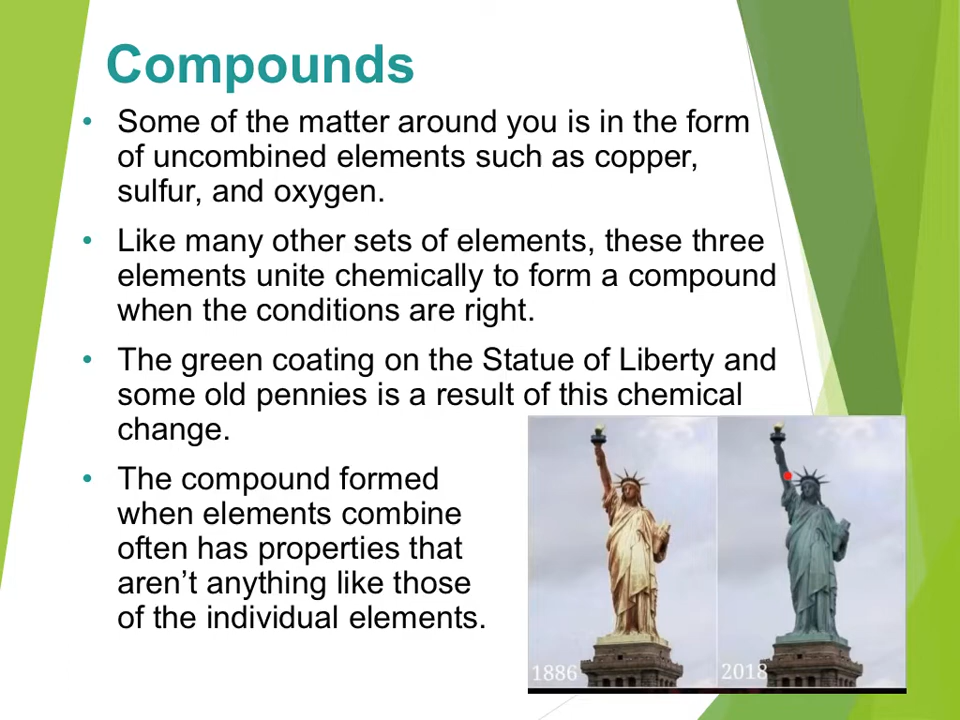 Compounds
• Some of the matter around you is in the form
of uncombined elements such as copper,
sulfur, and oxygen.
• Like many other sets of elements, these three
elements unite chemically to form a compound
when the conditions are right.
• The green coating on the Statue of Liberty and
some old pennies is a result of this chemical
change.
• The compound formed
when elements combine
often has properties that
aren’t anything like those
of the individual elements.
1886
2018